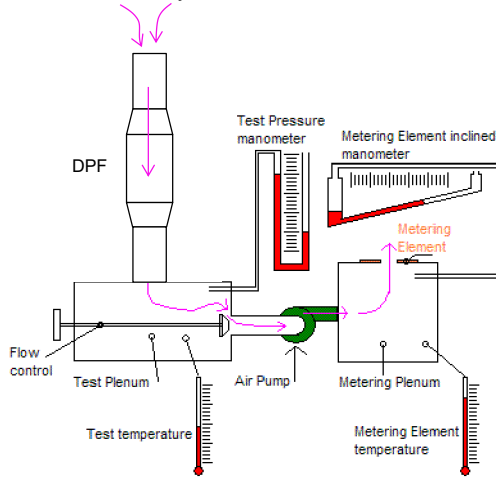 Test Pressure
manometer
Metering Element inclined
manometer
DPF
Metering
Element
Flow
control
Test Plenum
Air Pump
Metering Plenum
Test temperature
Metering Element
temperature